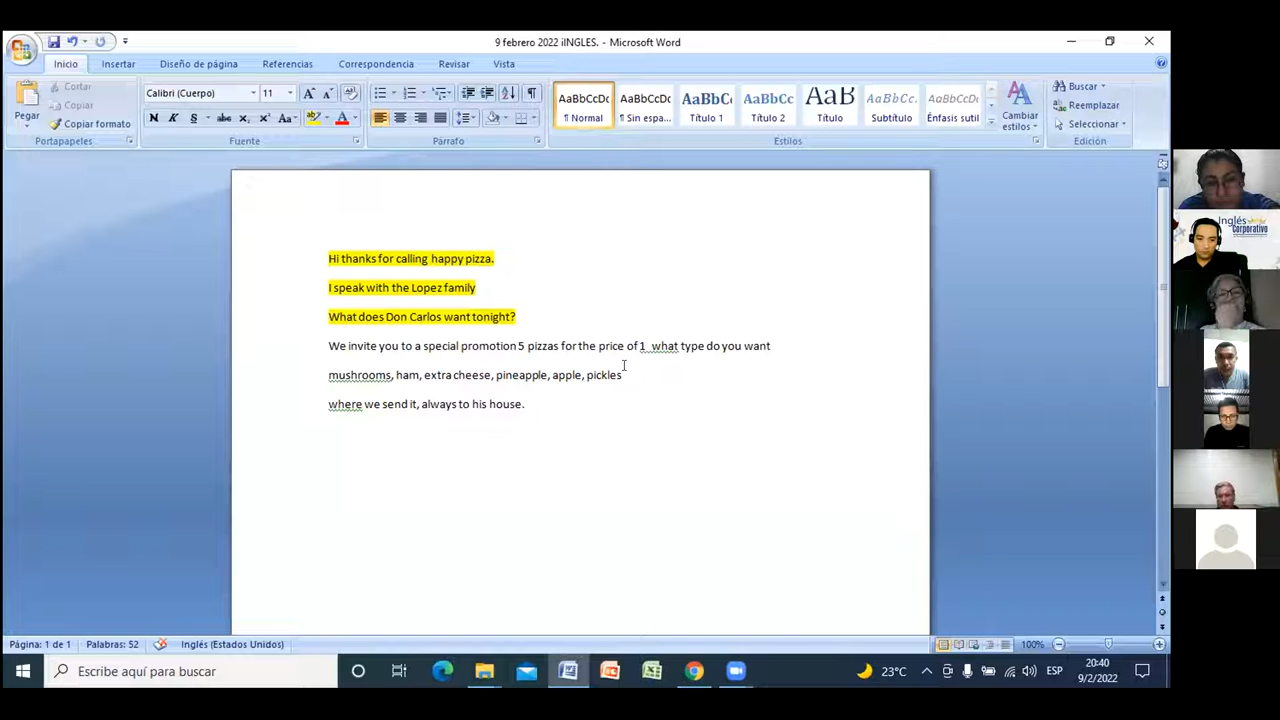 9 febrero 2022 iINGLES. - Microsoft Word
Inicio Insertar Diseño de página Referencias Correspondencia Revisar Vista
Pegar Cortar Copiar Copiar formato
Calibri (Cuerpo) 11
AaBbCcDc AaBbCcDc AaBbC AaBbCc AaB AaBbCc. AaBbCcDc
¶ Normal ¶ Sin espa... Título 1 Título 2 Título Subtítulo Énfasis sutil
Cambiar estilos
Buscar
Reemplazar
Seleccionar
Portapapeles Fuente Párrafo Estilos Edición
Hi thanks for calling happy pizza.
I speak with the Lopez family
What does Don Carlos want tonight?
We invite you to a special promotion 5 pizzas for the price of 1 what type do you want
mushrooms, ham, extra cheese, pineapple, apple, pickles
where we send it, always to his house.
Inglés
Corporativo
Página: 1 de 1 Palabras: 52 Inglés (Estados Unidos) 100%
Escribe aquí para buscar 23°C ESP 20:40
9/2/2022